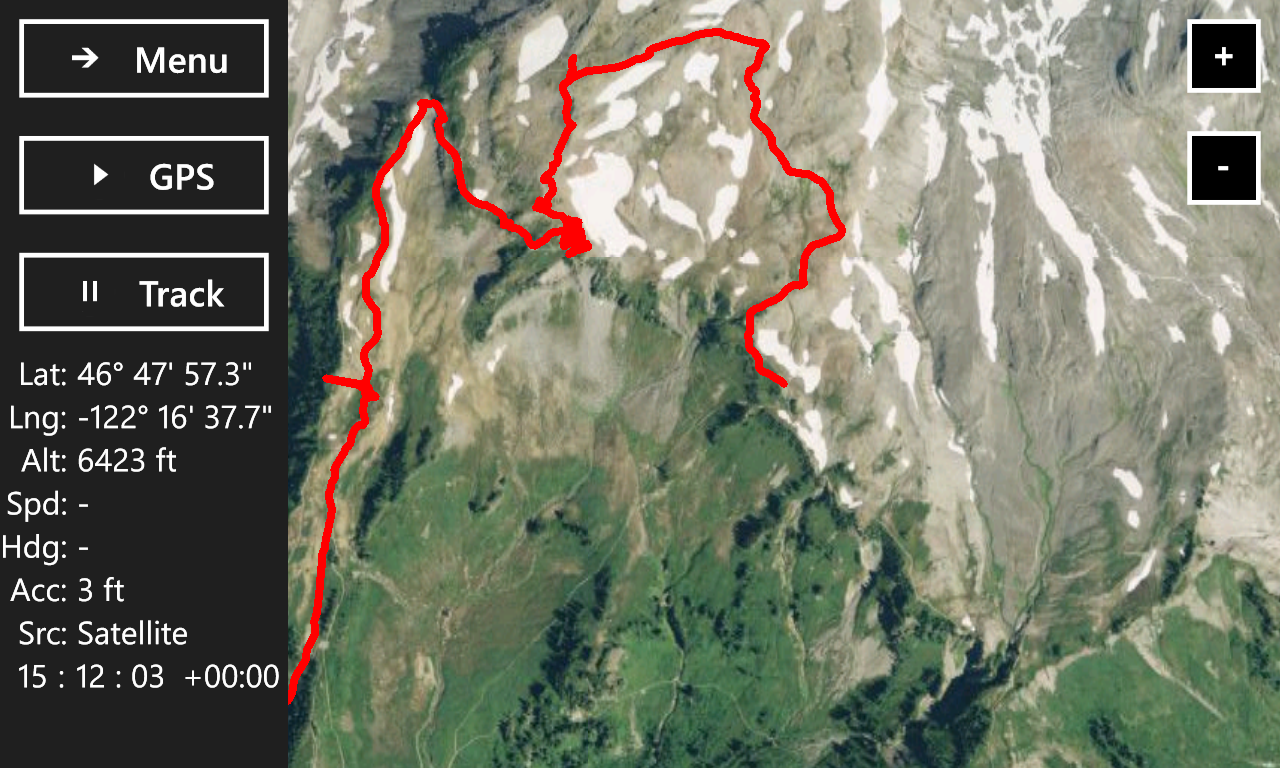 Menu
GPS
Track
Lat: 46° 47' 57.3"
Lng: -122° 16' 37.7"
Alt: 6423 ft
Spd: -
Hdg: -
Acc: 3 ft
Src: Satellite
15 : 12 : 03 +00:00
+
-